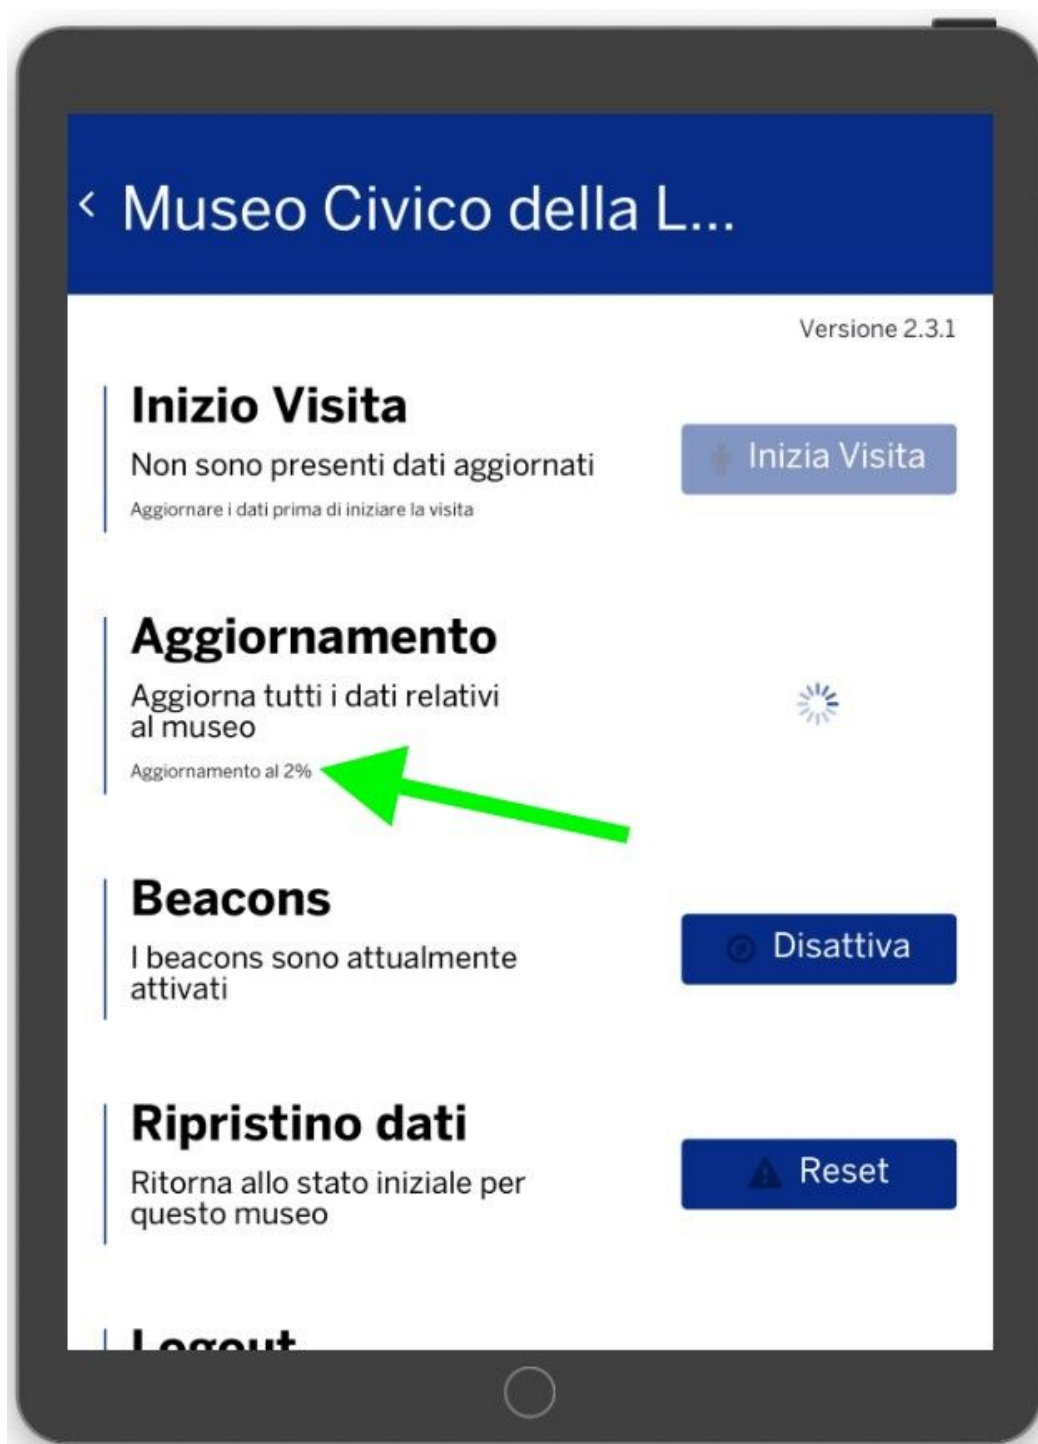 Museo Civico della L...
Versione 2.3.1
Inizio Visita
Non sono presenti dati aggiornati
Inizia Visita
Aggiornare i dati prima di iniziare la visita
Aggiornamento
Aggiorna tutti i dati relativi
al museo
Aggiornamento al 2%
Beacons
I beacons sono attualmente
attivati
Disattiva
Ripristino dati
Ritorna allo stato iniziale per
questo museo
Reset
Logout